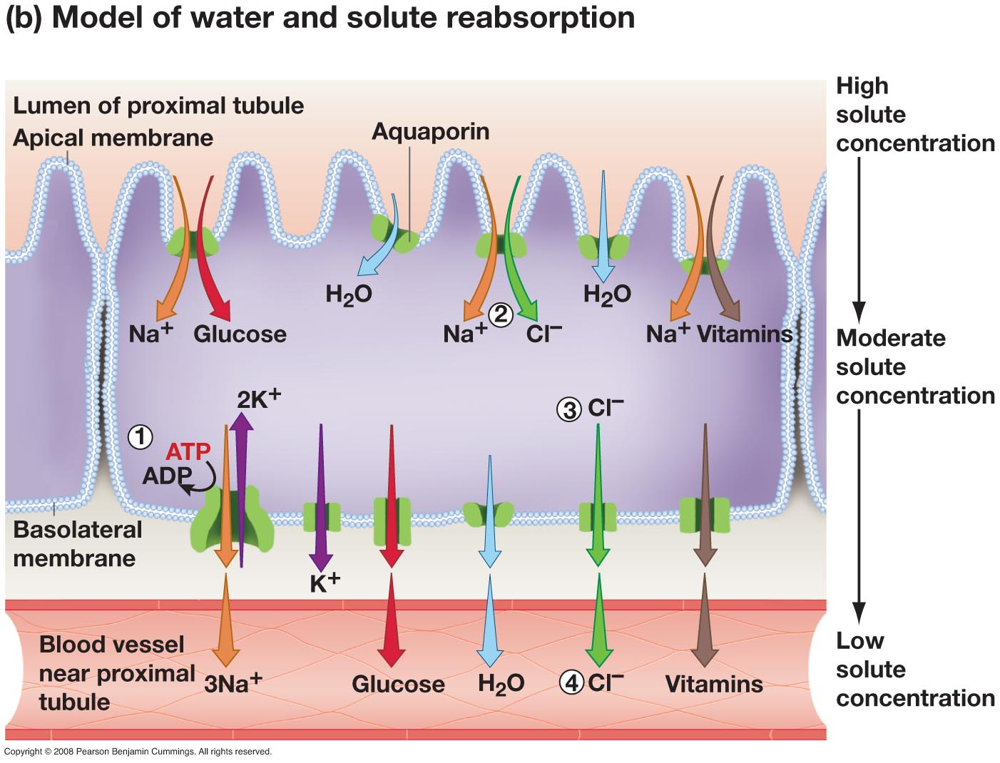 (b) Model of water and solute reabsorption
Lumen of proximal tubule
Apical membrane
Aquaporin
High
solute
concentration
H₂O
H₂O
Na⁺
Glucose
Na⁺
2
Cl⁻
Na⁺
Vitamins
Moderate
solute
concentration
2K⁺
3
Cl⁻
1
ATP
ADP
Basolateral
membrane
K⁺
Blood vessel
near proximal
tubule
3Na⁺
Glucose
H₂O
4
Cl⁻
Vitamins
Low
solute
concentration
Copyright © 2008 Pearson Benjamin Cummings. All rights reserved.